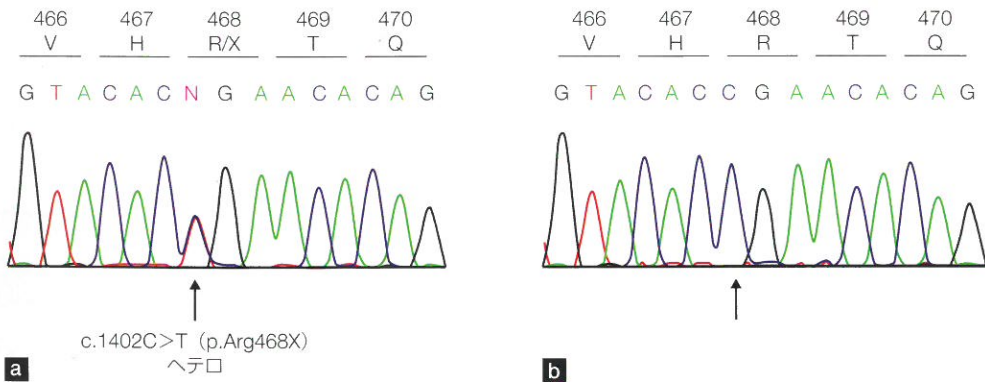 466 467 468 469 470
V H R/X T Q
G T A C A C N G A A C A C A G
c.1402C>T (p.Arg468X)
ヘテロ
a
466 467 468 469 470
V H R T Q
G T A C A C C G A A C A C A G
b